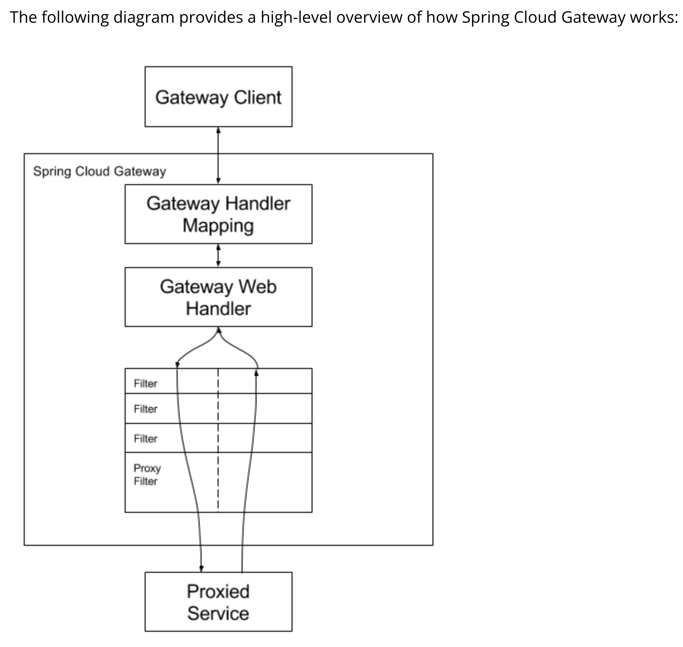 The following diagram provides a high-level overview of how Spring Cloud Gateway works:
Gateway Client
Spring Cloud Gateway
Gateway Handler
Mapping
Gateway Web
Handler
Filter
Filter
Filter
Proxy
Filter
Proxied
Service